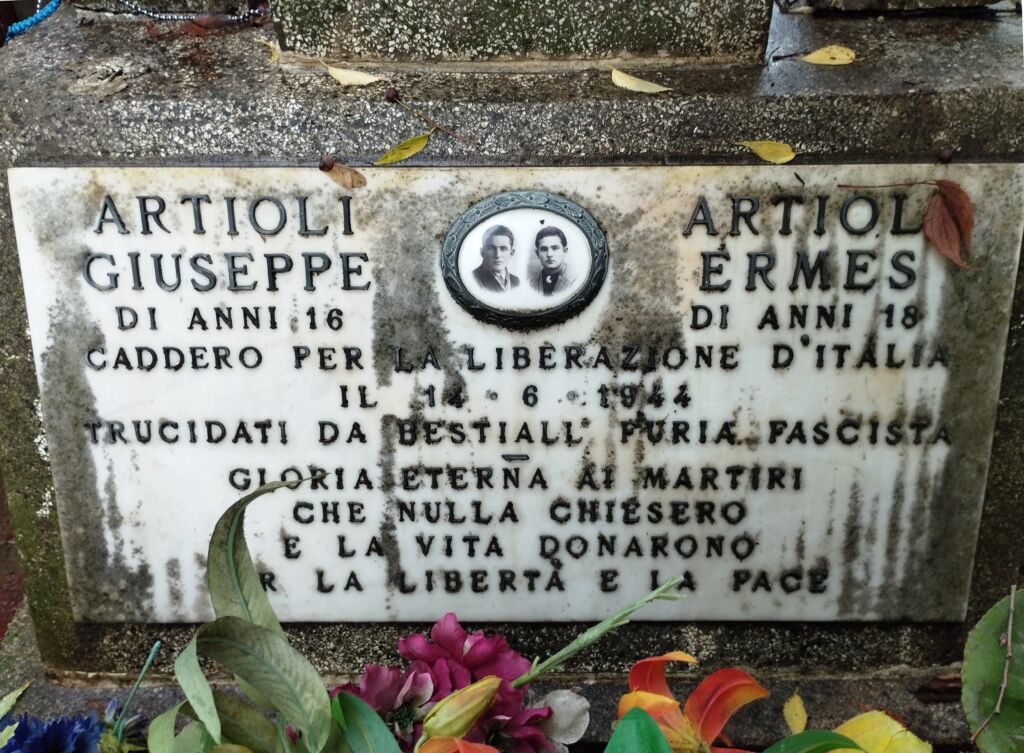 ARTIOLI
GIUSEPPE
DI ANNI 16
ARTIOL
ERMES
DI ANNI 18
CADDERO PER LA LIBERAZIONE D'ITALIA
IL 14 · 6 · 1944
TRUCIDATI DA BESTIALL FURIA FASCISTA
GLORIA ETERNA AI MARTIRI
CHE NULLA CHIESERO
E LA VITA DONARONO
R LA LIBERTÀ E LA PACE